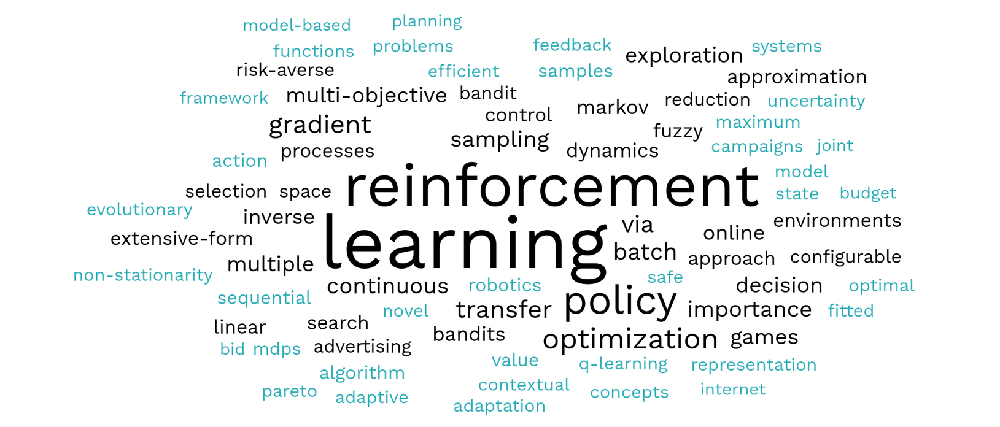 model-based planning
functions problems feedback exploration systems
risk-averse efficient samples approximation
framework multi-objective bandit markov reduction uncertainty
gradient control fuzzy maximum
processes sampling dynamics campaigns joint
action reinforcement model
selection space state budget
evolutionary inverse learning via online environments
extensive-form batch approach configurable
non-stationarity multiple safe
continuous robotics policy decision optimal
sequential novel transfer importance fitted
linear search bandits optimization games
bid mdps advertising
algorithm value q-learning representation
pareto adaptive contextual concepts internet
adaptation